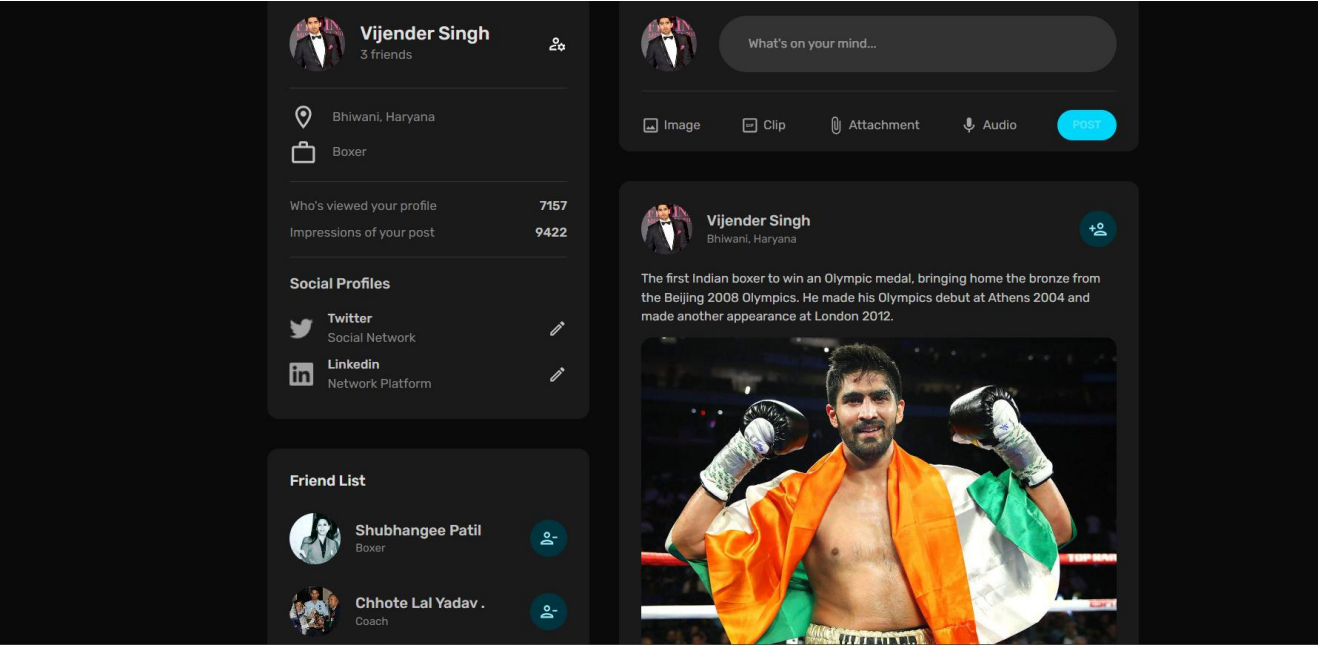 Vijender Singh
3 friends
Bhiwani, Haryana
Boxer
Who's viewed your profile 7157
Impressions of your post 9422
Social Profiles
Twitter
Social Network
in
Linkedin
Network Platform
Friend List
Shubhangee Patil
Boxer
Chhote Lal Yadav .
Coach
What's on your mind...
Image
GIF Clip
Attachment
Audio
POST
Vijender Singh
Bhiwani, Haryana
The first Indian boxer to win an Olympic medal, bringing home the bronze from
the Beijing 2008 Olympics. He made his Olympics debut at Athens 2004 and
made another appearance at London 2012.
TOP RAN